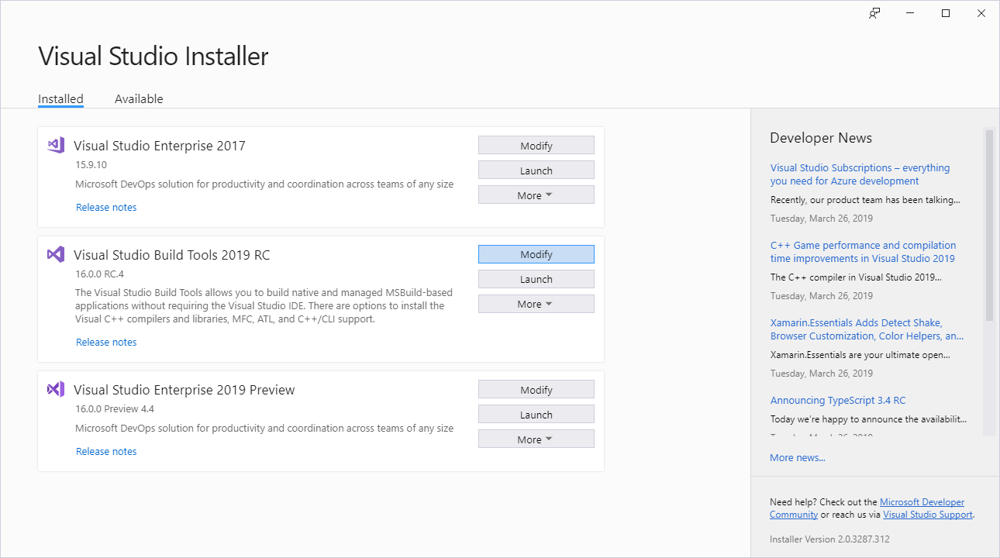 Visual Studio Installer
Installed
Available
Visual Studio Enterprise 2017
15.9.10
Microsoft DevOps solution for productivity and coordination across teams of any size
Release notes
Modify
Launch
More
Visual Studio Build Tools 2019 RC
16.0.0 RC.4
The Visual Studio Build Tools allows you to build native and managed MSBuild-based
applications without requiring the Visual Studio IDE. There are options to install the
Visual C++ compilers and libraries, MFC, ATL, and C++/CLI support.
Release notes
Modify
Launch
More
Visual Studio Enterprise 2019 Preview
16.0.0 Preview 4.4
Microsoft DevOps solution for productivity and coordination across teams of any size
Release notes
Modify
Launch
More
Developer News
Visual Studio Subscriptions – everything
you need for Azure development
Recently, our product team has been talking...
Tuesday, March 26, 2019
C++ Game performance and compilation
time improvements in Visual Studio 2019
The C++ compiler in Visual Studio 2019...
Tuesday, March 26, 2019
Xamarin.Essentials Adds Detect Shake,
Browser Customization, Color Helpers, an...
Xamarin.Essentials are your ultimate open...
Tuesday, March 26, 2019
Announcing TypeScript 3.4 RC
Today we're happy to announce the availabilit...
Tuesday, March 26, 2019
More news...
Need help? Check out the Microsoft Developer
Community or reach us via Visual Studio Support.
Installer Version 2.0.3287.312